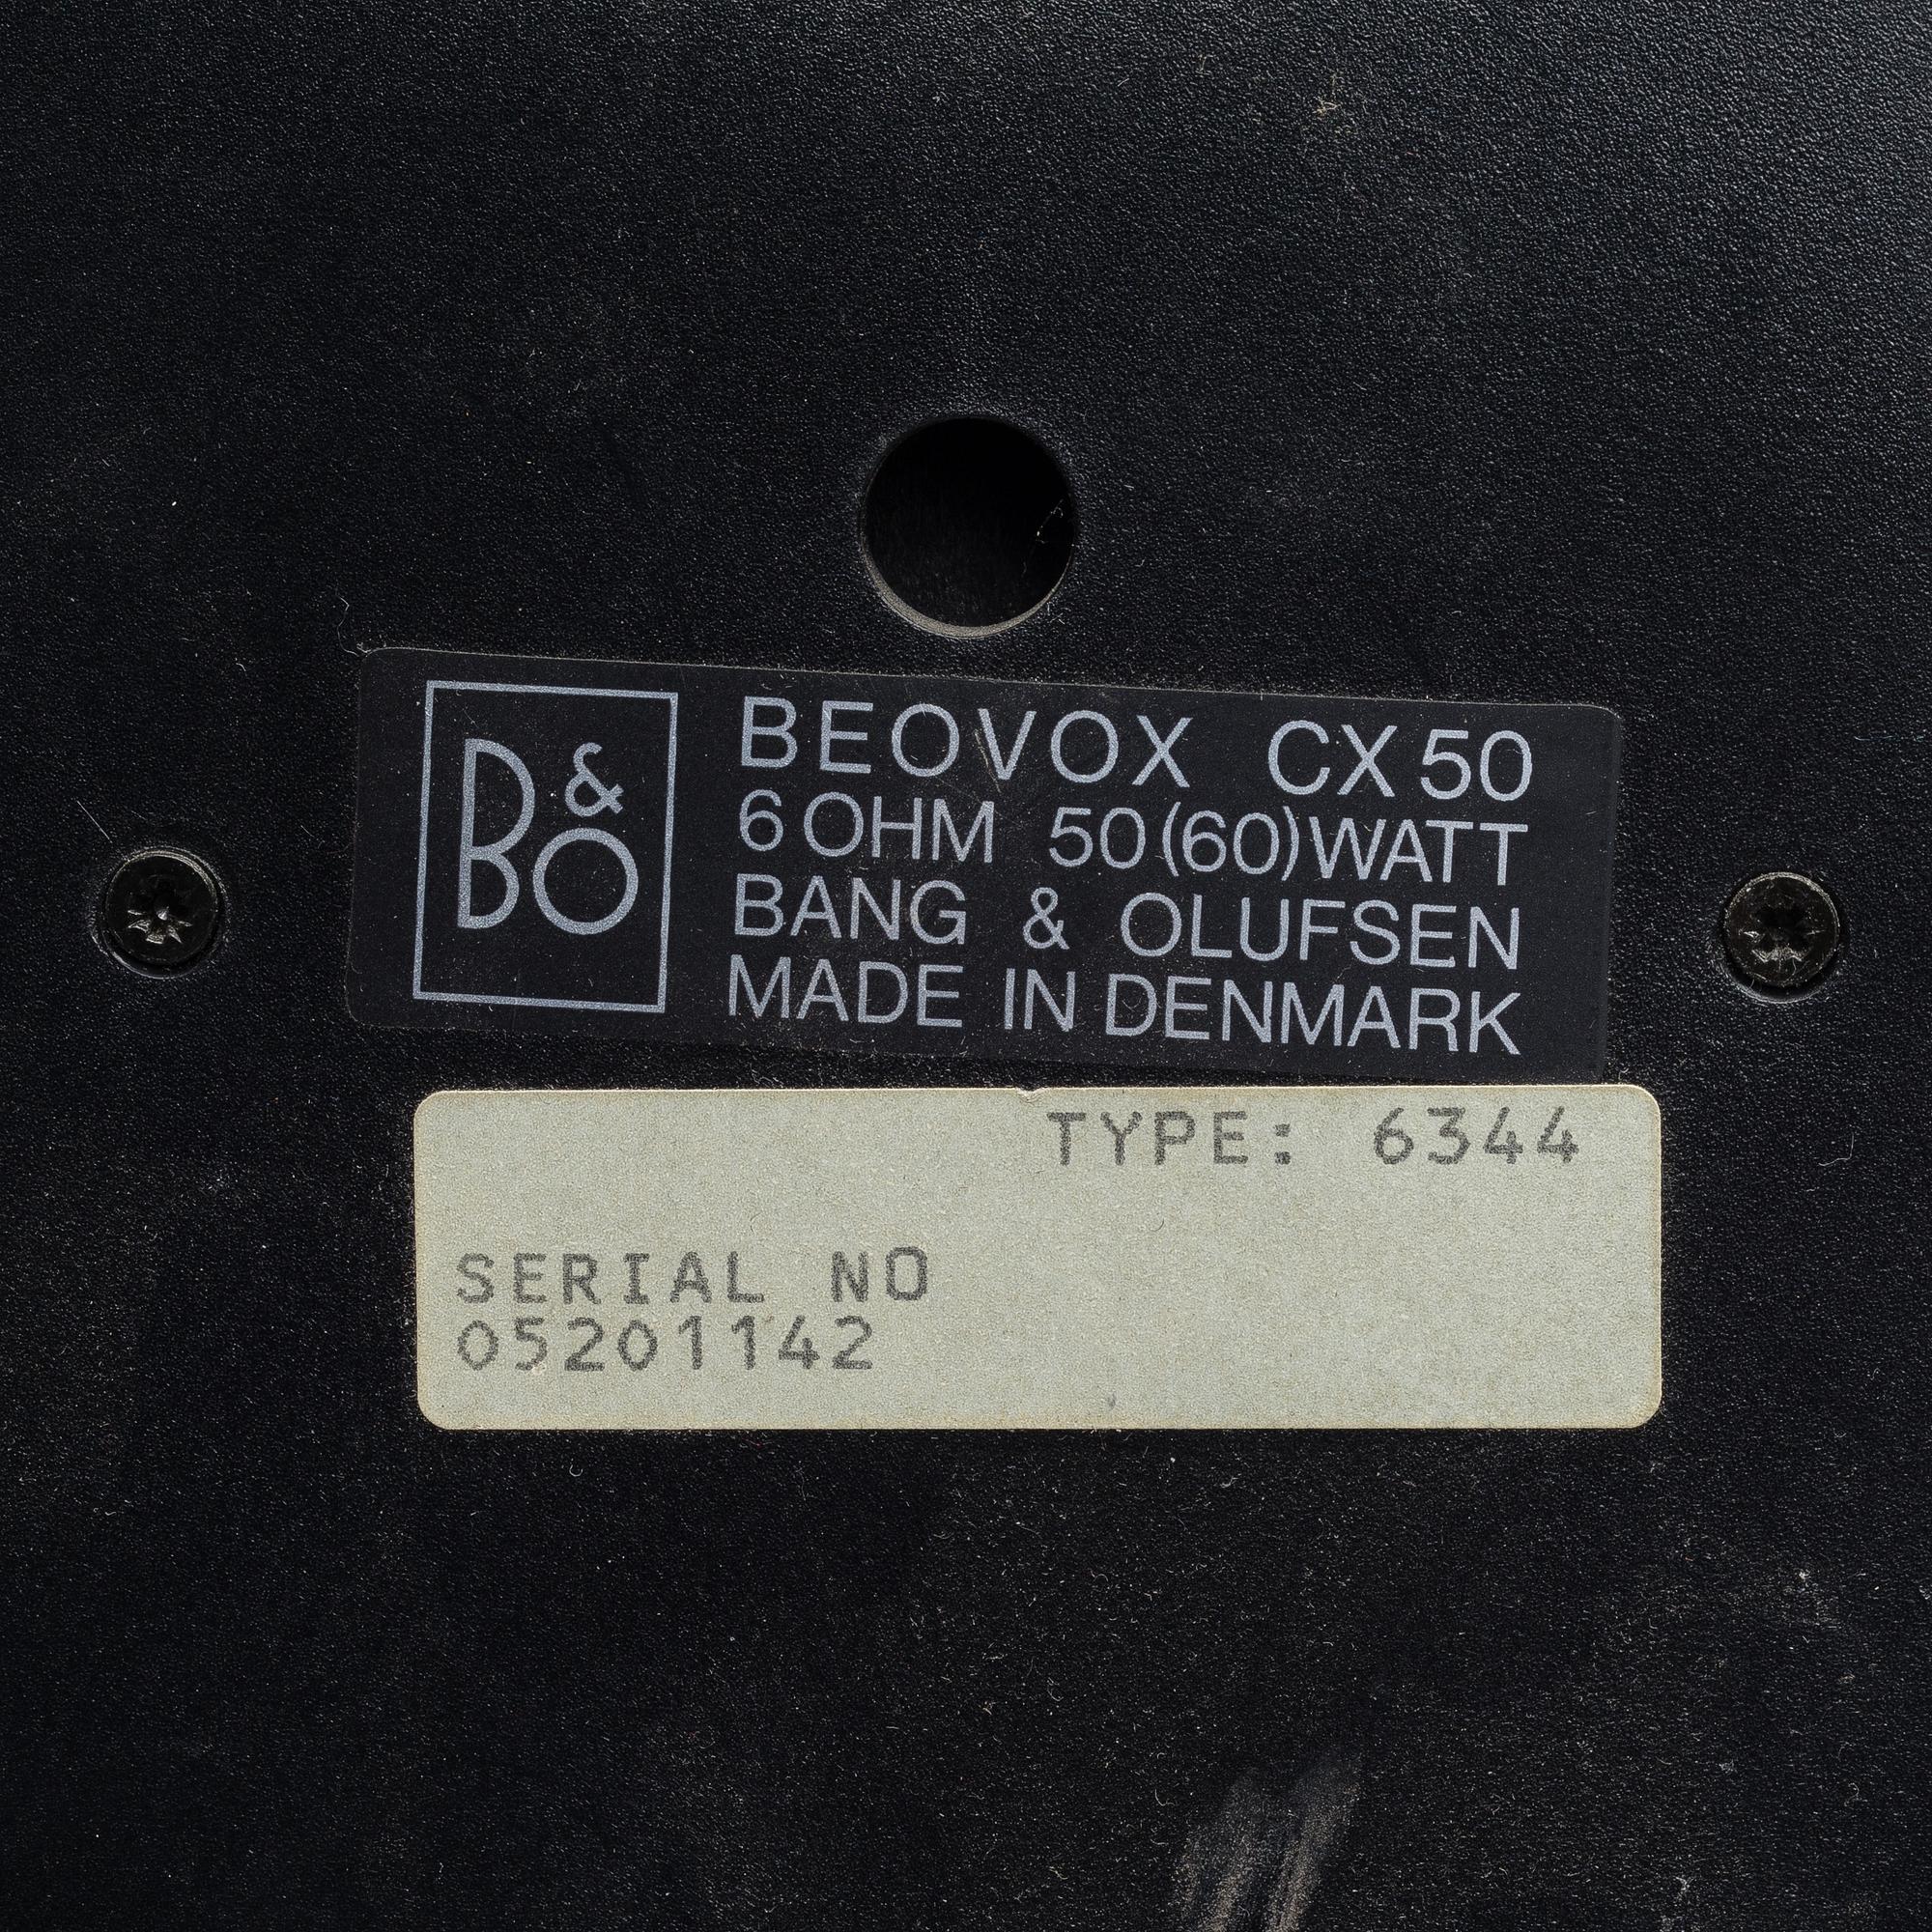 B&O
BEOVOX CX 50
6 OHM 50(60)WATT
BANG & OLUFSEN
MADE IN DENMARK
TYPE: 6344
SERIAL NO
05201142